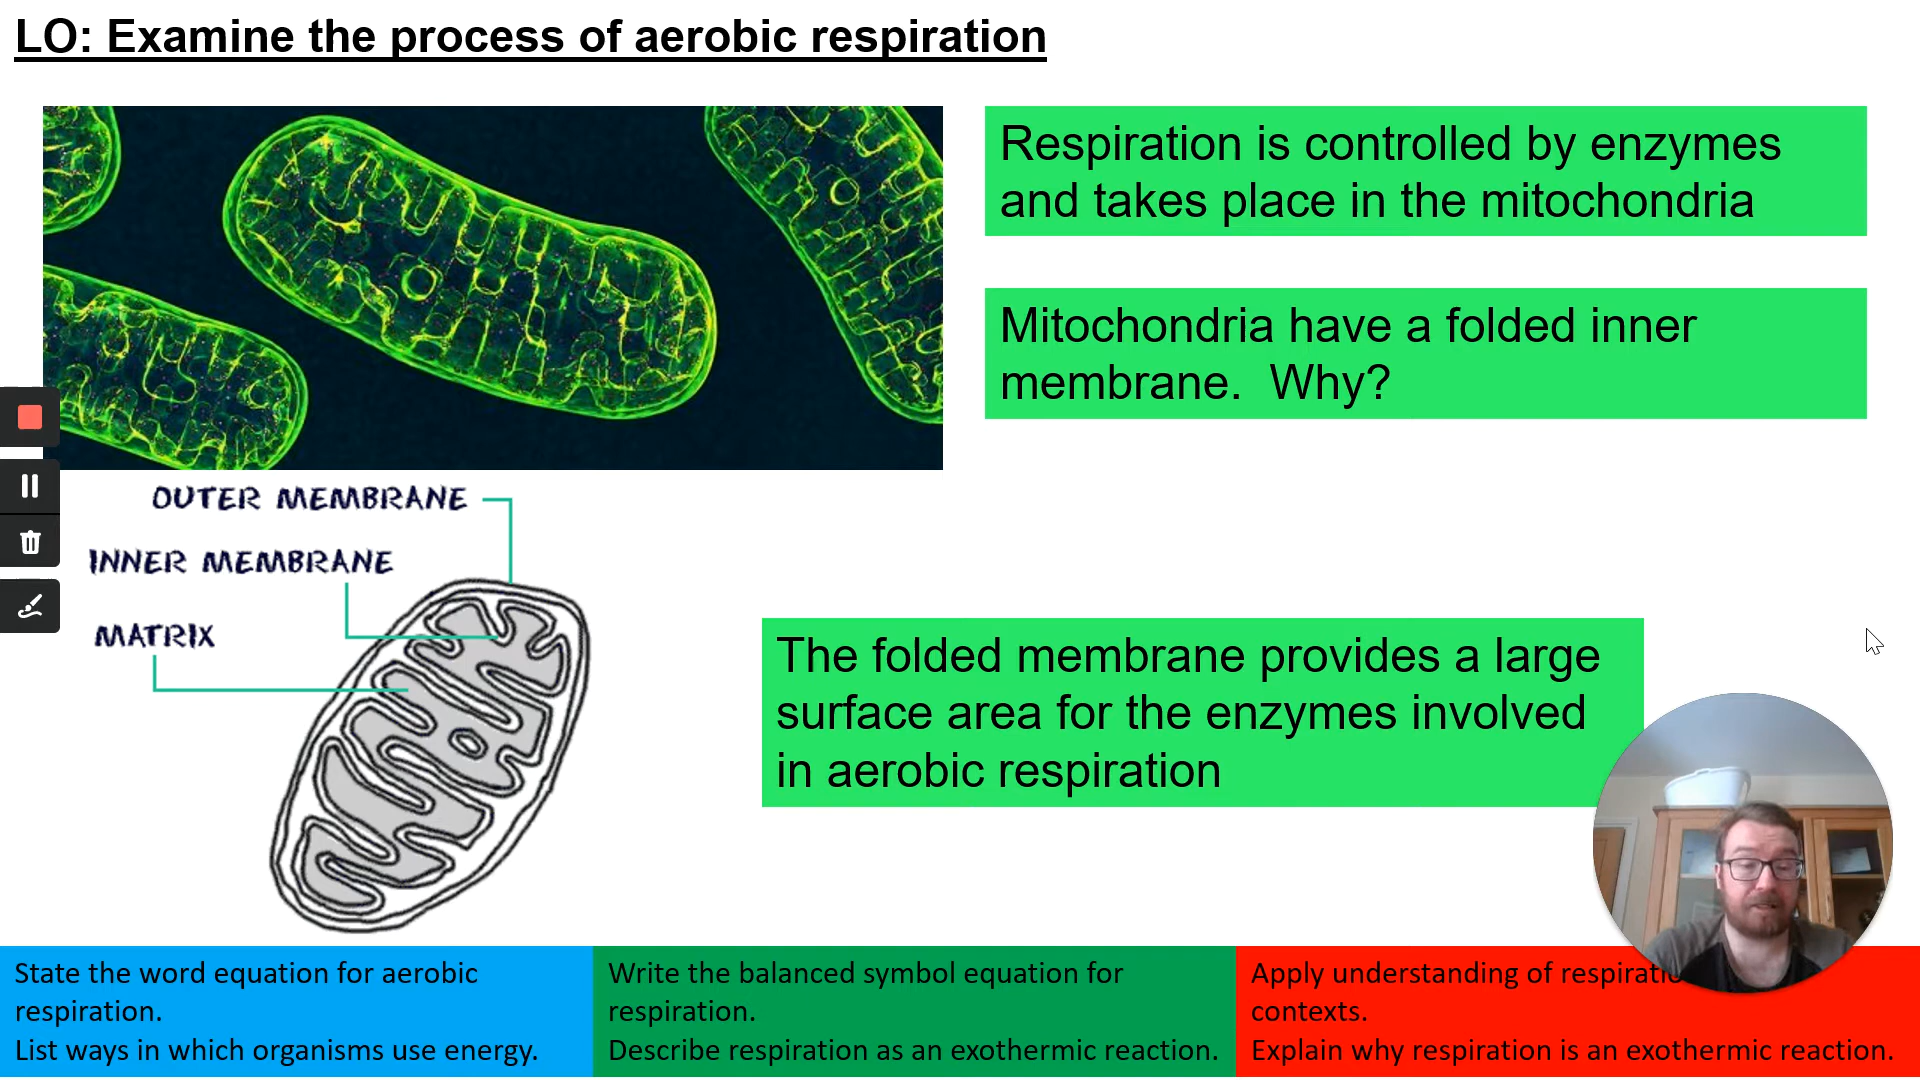 LO: Examine the process of aerobic respiration
Respiration is controlled by enzymes
and takes place in the mitochondria
Mitochondria have a folded inner
membrane.  Why?
OUTER MEMBRANE
INNER MEMBRANE
MATRIX
The folded membrane provides a large
surface area for the enzymes involved
in aerobic respiration
State the word equation for aerobic
respiration.
List ways in which organisms use energy.
Write the balanced symbol equation for
respiration.
Describe respiration as an exothermic reaction.
Apply understanding of
contexts.
Explain why respiration is an exothermic reaction.